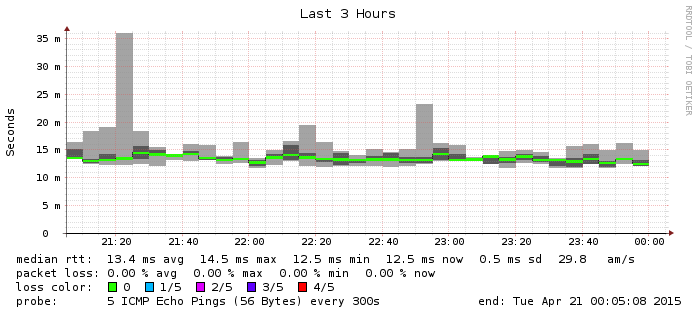 Last 3 Hours
RRDTOOL / TOBI OETIKER
Seconds
35 m
30 m
25 m
20 m
15 m
10 m
5 m
0
21:20 21:40 22:00 22:20 22:40 23:00 23:20 23:40 00:00
median rtt: 13.4 ms avg 14.5 ms max 12.5 ms min 12.5 ms now 0.5 ms sd 29.8 am/s
packet loss: 0.00 % avg 0.00 % max 0.00 % min 0.00 % now
loss color: 0 1/5 2/5 3/5 4/5
probe: 5 ICMP Echo Pings (56 Bytes) every 300s end: Tue Apr 21 00:05:08 2015